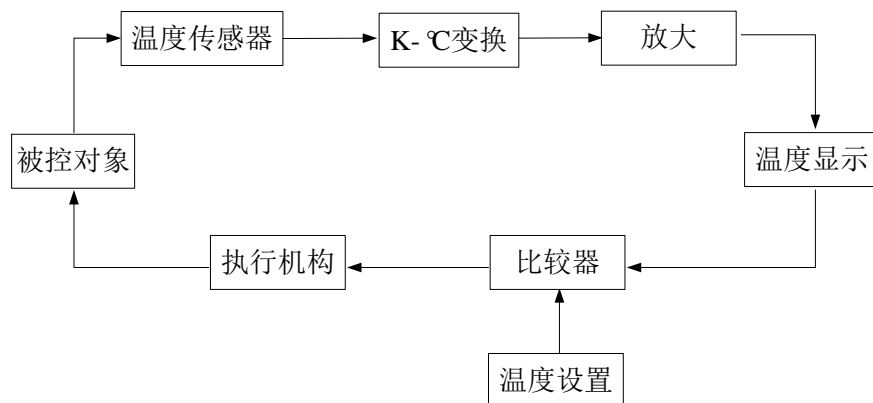 温度传感器
K-℃变换
放大
被控对象
温度显示
执行机构
比较器
温度设置